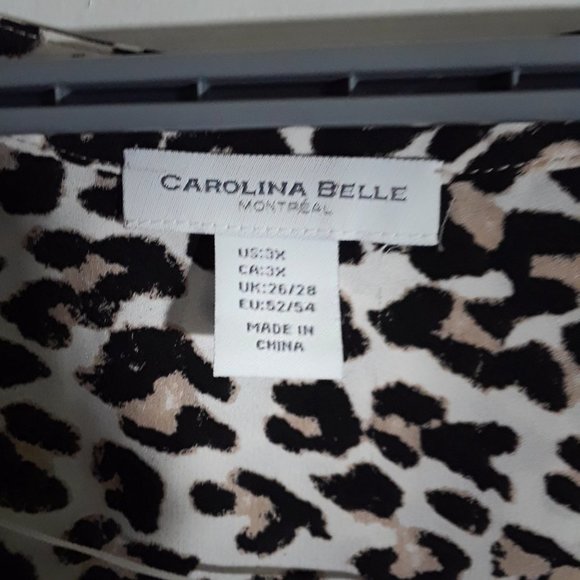 CAROLINA BELLE
MONTRÉAL
US:3X
CA:3X
UK:26/28
EU:52/54
MADE IN
CHINA